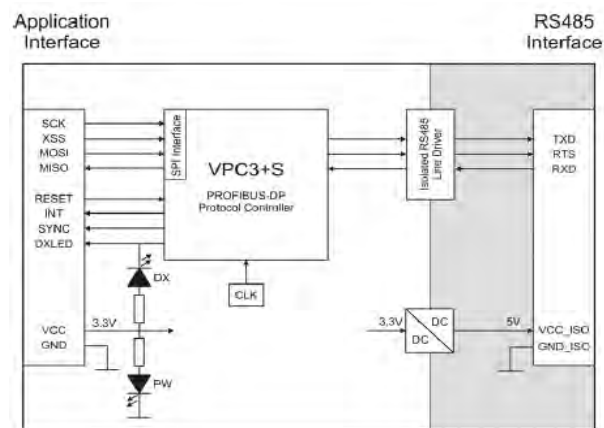 Application
Interface
RS485
Interface
SCK
XSS
MOSI
MISO
RESET
INT
SYNC
DXLED
VCC
GND
SPI Interface
VPC3+S
PROFIBUS-DP
Protocol Controller
CLK
DX
3.3V
PW
Isolated RS485
Line Driver
3.3V
DC
DC
5V
TXD
RTS
RXD
VCC_ISO
GND_ISO